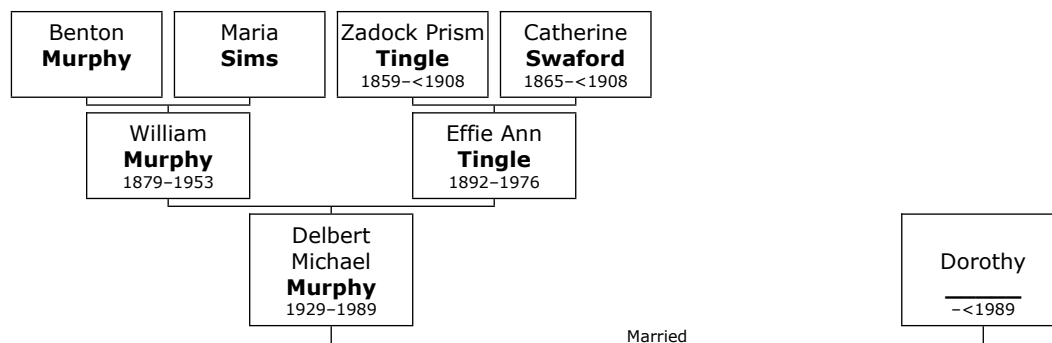 Benton
Murphy
Maria
Sims
Zadock Prism
Tingle
1859–<1908
Catherine
Swaford
1865–<1908
William
Murphy
1879–1953
Effie Ann
Tingle
1892–1976
Delbert
Michael
Murphy
1929–1989
Dorothy
______
–<1989
Married